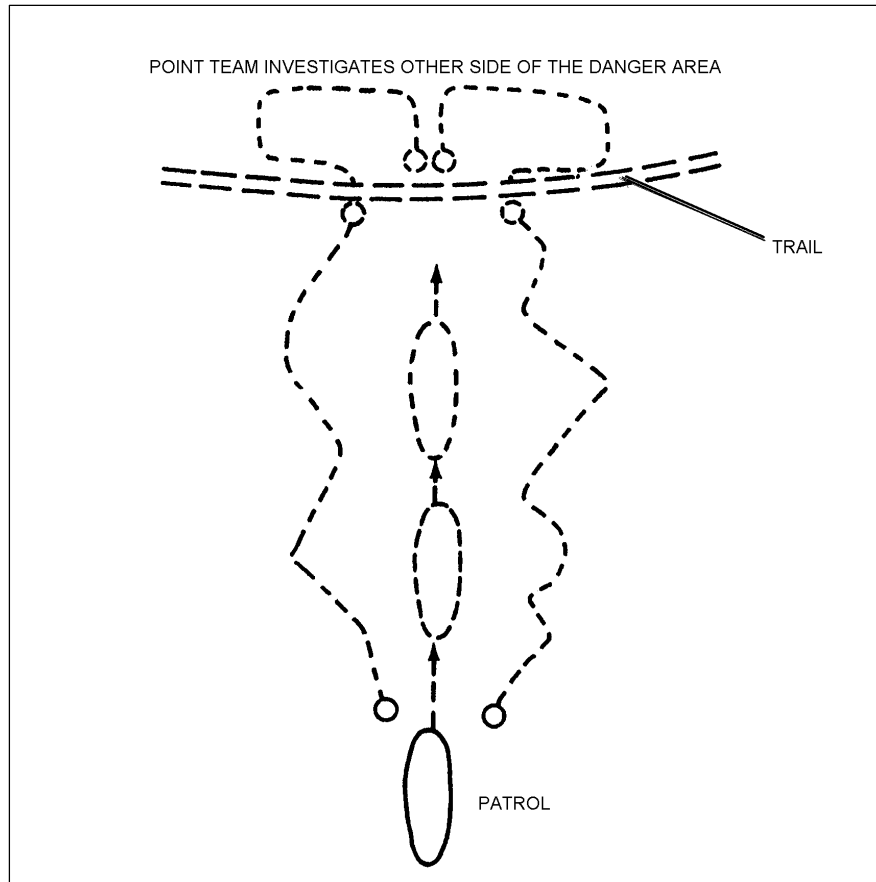 POINT TEAM INVESTIGATES OTHER SIDE OF THE DANGER AREA
TRAIL
PATROL